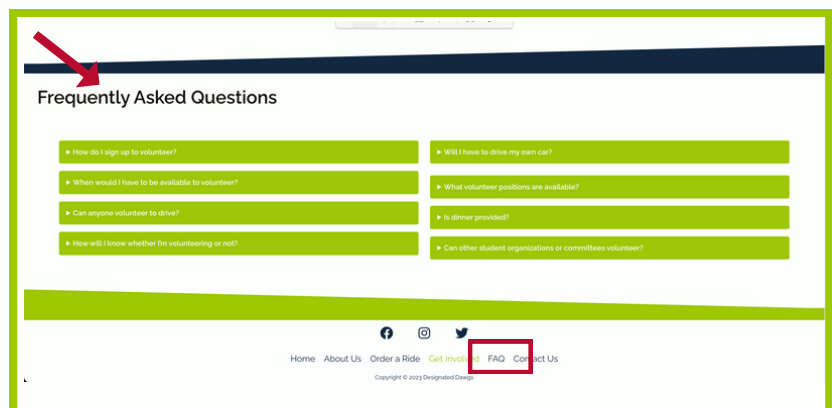 Frequently Asked Questions
How do I sign up to volunteer?
When would I have to be available to volunteer?
Can anyone volunteer to drive?
How will I know whether I'm volunteering or not?
Will I have to drive my own car?
What volunteer positions are available?
Is dinner provided?
Can other student organizations or committees volunteer?
Home About Us Order a Ride Get Involved FAQ Contact Us
Copyright © 2023 Designated Dawgs